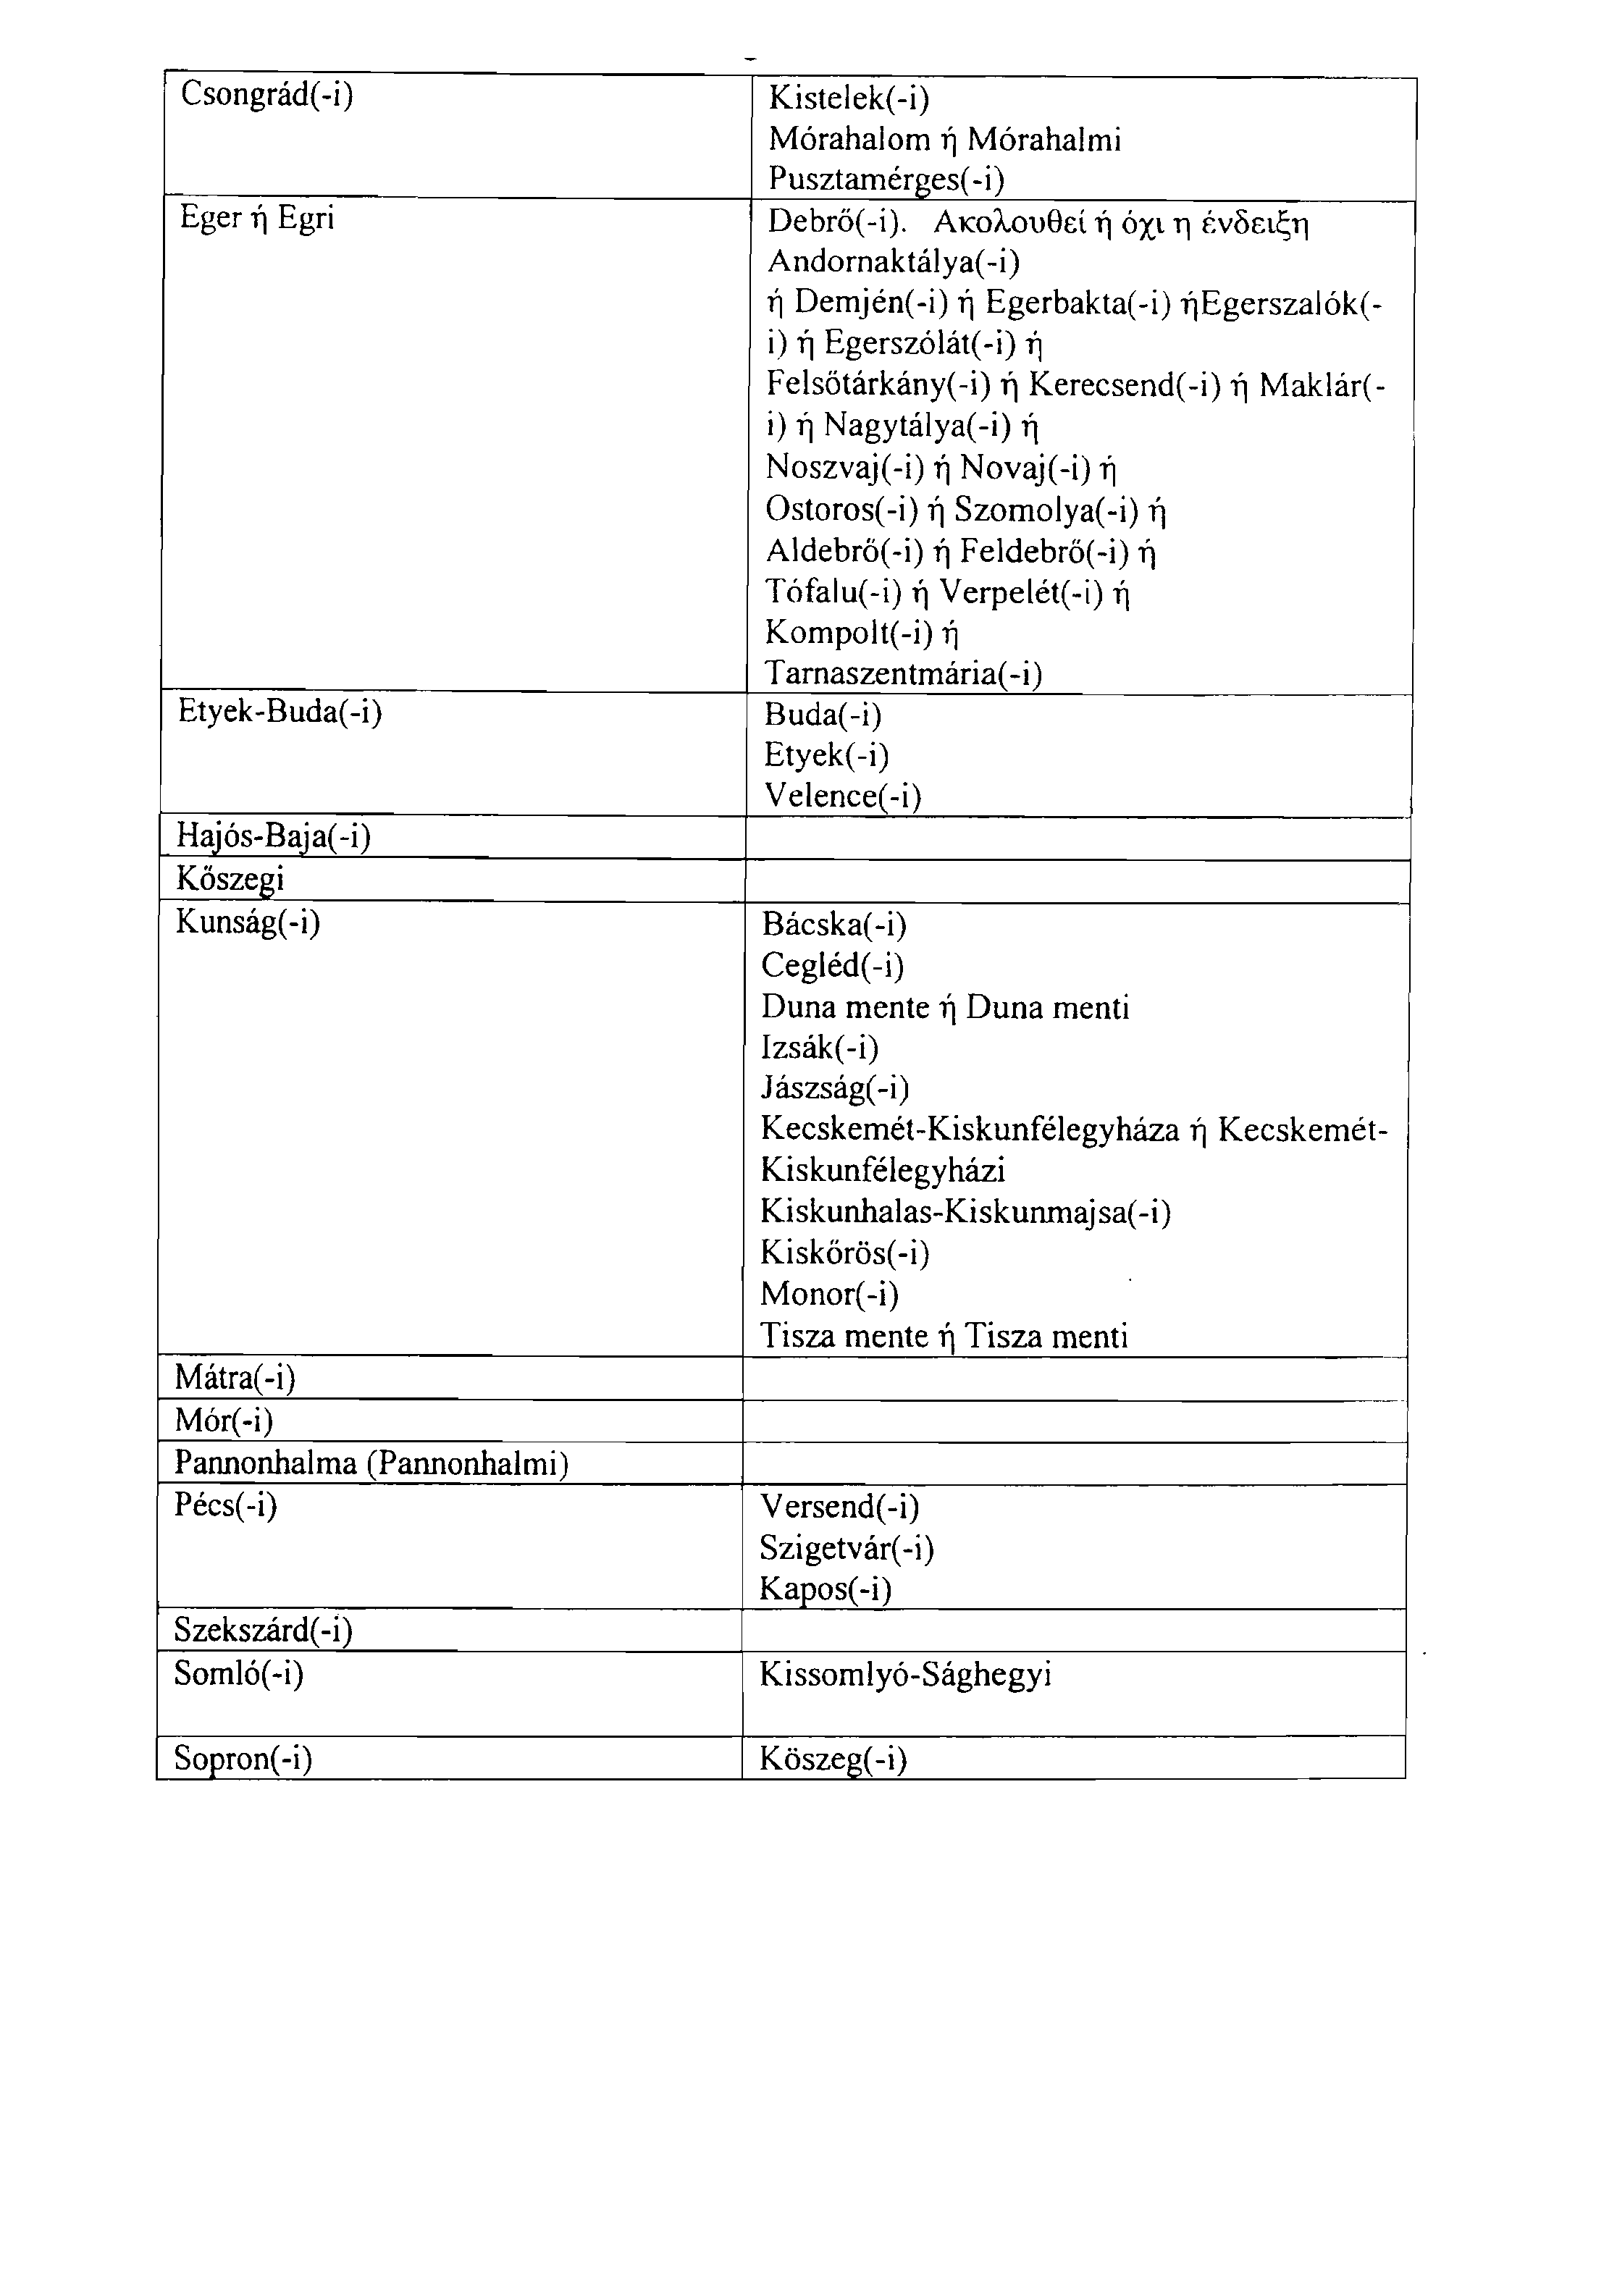 Csongrád(-i)
Kistelek(-i)
Mórahalom ή Mórahalmi
Pusztamérges(-i)
Eger ή Egri
Debrő(-i). Ακολουθεί ή όχι η ένδειξη
Andornaktálya(-i)
ή Demjén(-i) ή Egerbakta(-i) ήEgerszalók(-
i) ή Egerszólát(-i) ή
Felsőtárkány(-i) ή Kerecsend(-i) ή Maklár(-
i) ή Nagytálya(-i) ή
Noszvaj(-i) ή Novaj(-i) ή
Ostoros(-i) ή Szomolya(-i) ή
Aldebrő(-i) ή Feldebrő(-i) ή
Tófalu(-i) ή Verpelét(-i) ή
Kompolt(-i) ή
Tarnaszentmária(-i)
Etyek-Buda(-i)
Buda(-i)
Etyek(-i)
Velence(-i)
Hajós-Baja(-i)
Kőszegi
Kunság(-i)
Bácska(-i)
Cegléd(-i)
Duna mente ή Duna menti
Izsák(-i)
Jászság(-i)
Kecskemét-Kiskunfélegyháza ή Kecskemét-
Kiskunfélegyházi
Kiskunhalas-Kiskunmajsa(-i)
Kiskőrös(-i)
Monor(-i)
Tisza mente ή Tisza menti
Mátra(-i)
Mór(-i)
Pannonhalma (Pannonhalmi)
Pécs(-i)
Versend(-i)
Szigetvár(-i)
Kapos(-i)
Szekszárd(-i)
Somló(-i)
Kissomlyó-Sághegyi
Sopron(-i)
Köszeg(-i)